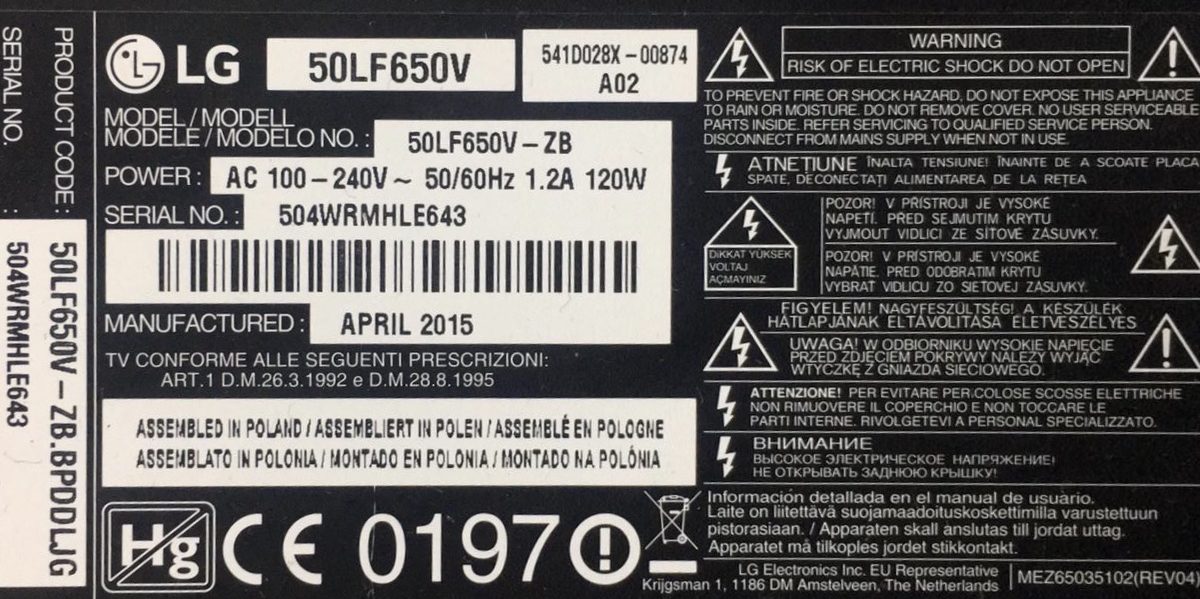 PRODUCT CODE :
50LF650V-ZB.BPDDLJG
SERIAL NO. :
504WRMHLE643
LG
50LF650V
541D028X-00874
A02
MODEL / MODELL
MODÈLE / MODELO NO. :
50LF650V-ZB
POWER :
AC 100-240V~ 50/60Hz 1.2A 120W
SERIAL NO. :
504WRMHLE643
MANUFACTURED :
APRIL 2015
TV CONFORME ALLE SEGUENTI PRESCRIZIONI:
ART.1 D.M.26.3.1992 e D.M.28.8.1995
ASSEMBLED IN POLAND / ASSEMBLIERT IN POLEN / ASSEMBLÉ EN POLOGNE
ASSEMBLATO IN POLONIA / MONTADO EN POLONIA / MONTADO NA POLÓNIA
Hg
CE 0197
WARNING
RISK OF ELECTRIC SHOCK DO NOT OPEN
TO PREVENT FIRE OR SHOCK HAZARD, DO NOT EXPOSE THIS APPLIANCE
TO RAIN OR MOISTURE. DO NOT REMOVE COVER. NO USER SERVICEABLE
PARTS INSIDE. REFER SERVICING TO QUALIFIED SERVICE PERSON.
DISCONNECT FROM MAINS SUPPLY WHEN NOT IN USE.
ATNEŢIUNE ÎNALTA TENSIUNE! ÎNAINTE DE A SCOATE PLACA
SPATE, DECONECTAŢI ALIMENTAREA DE LA REŢEA
DİKKAT YÜKSEK
VOLTAJ
AÇMAYINIZ
POZOR! V PŘÍSTROJI JE VYSOKÉ
NAPĚTÍ. PŘED SEJMUTIM KRYTU
VYJMOUT VIDLICI ZE SÍŤOVÉ ZÁSUVKY.
POZOR! V PRÍSTROJI JE VYSOKÉ
NAPÄTIE. PRED ODOBRATIM KRYTU
VYBRAŤ VIDLICU ZO SIEŤOVEJ ZÁSUVKY.
FIGYELEM! NAGYFESZÜLTSÉG! A KÉSZÜLÉK
HÁTLAPJÁNAK ELTÁVOLÍTÁSA ÉLETVESZÉLYES
UWAGA! W ODBIORNIKU WYSOKIE NAPIĘCIE
PRZED ZDJĘCIEM POKRYWY NALEŻY WYJĄĆ
WTYCZKĘ Z GNIAZDA SIECIOWEGO.
ATTENZIONE! PER EVITARE PERICOLOSE SCOSSE ELETTRICHE
NON RIMUOVERE IL COPERCHIO E NON TOCCARE LE
PARTI INTERNE. RIVOLGETEVI A PERSONAL SPECIALIZZATO.
ВНИМАНИЕ
ВЫСОКОЕ ЭЛЕКТРИЧЕСКОЕ НАПРЯЖЕНИЕ!
НЕ ОТКРЫВАТЬ ЗАДНЮЮ КРЫШКУ!
Información detallada en el manual de usuario.
Laite on liitettävä suojamaadoituskoskettimilla varustettuun
pistorasiaan. / Apparaten skall anslutas till jordat uttag.
Apparatet må tilkoples jordet stikkontakt.
LG Electronics Inc. EU Representative
Krijgsman 1, 1186 DM Amstelveen, The Netherlands
MEZ65035102(REV04)